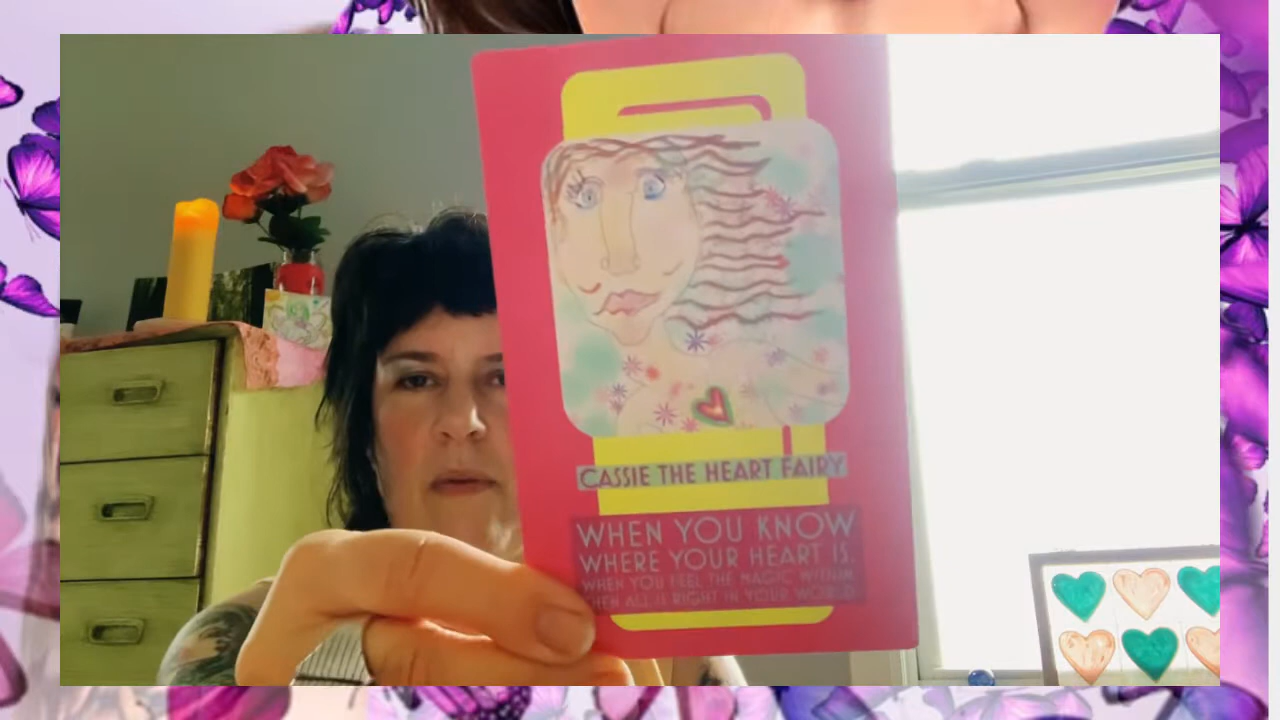 CASSIE THE HEART FAIRY
WHEN YOU KNOW
WHERE YOUR HEART IS.
WHEN YOU FEEL THE MAGIC WITHIN
THEN ALL IS RIGHT IN YOUR WORLD